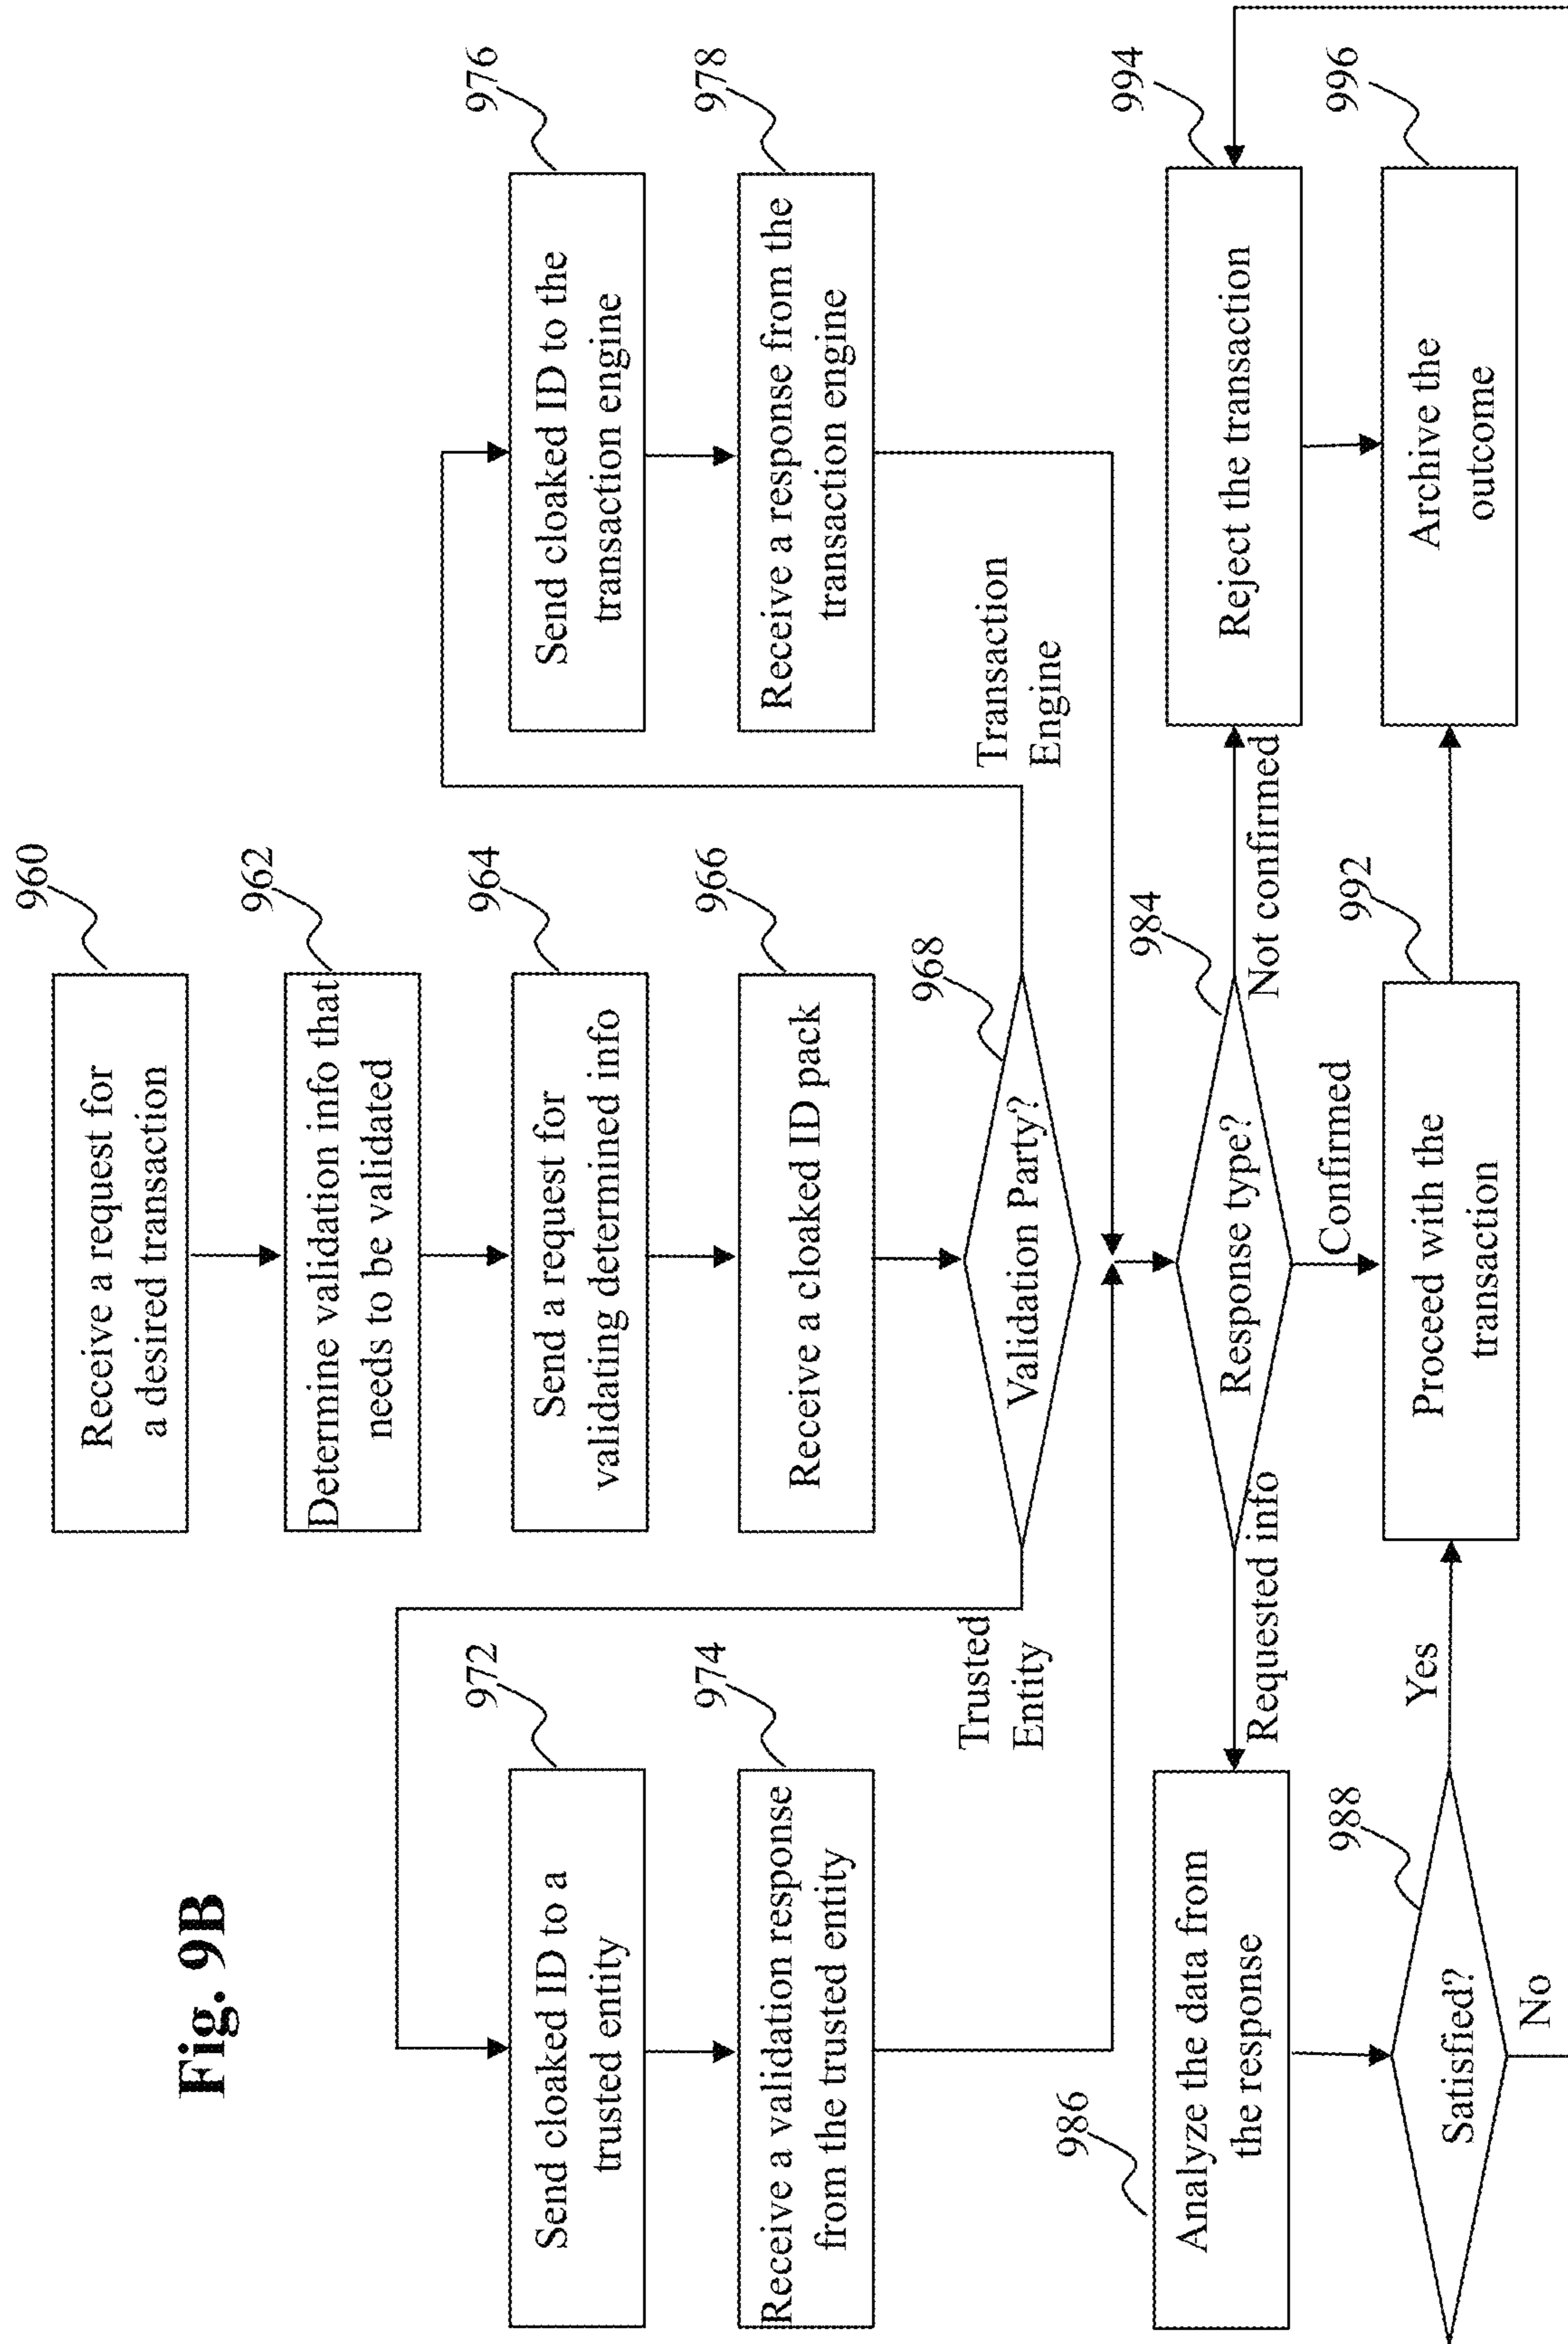 Fig. 9B
960
Receive a request for
a desired transaction
962
Determine validation info that
needs to be validated
964
Send a request for
validating determined info
966
Receive a cloaked ID pack
968
Validation Party?
Trusted
Entity
Transaction
Engine
972
Send cloaked ID to a
trusted entity
974
Receive a validation response
from the trusted entity
976
Send cloaked ID to the
transaction engine
978
Receive a response from the
transaction engine
984
Response type?
Requested info
Confirmed
Not confirmed
986
Analyze the data from
the response
988
Satisfied?
Yes
No
992
Proceed with the
transaction
994
Reject the transaction
996
Archive the
outcome